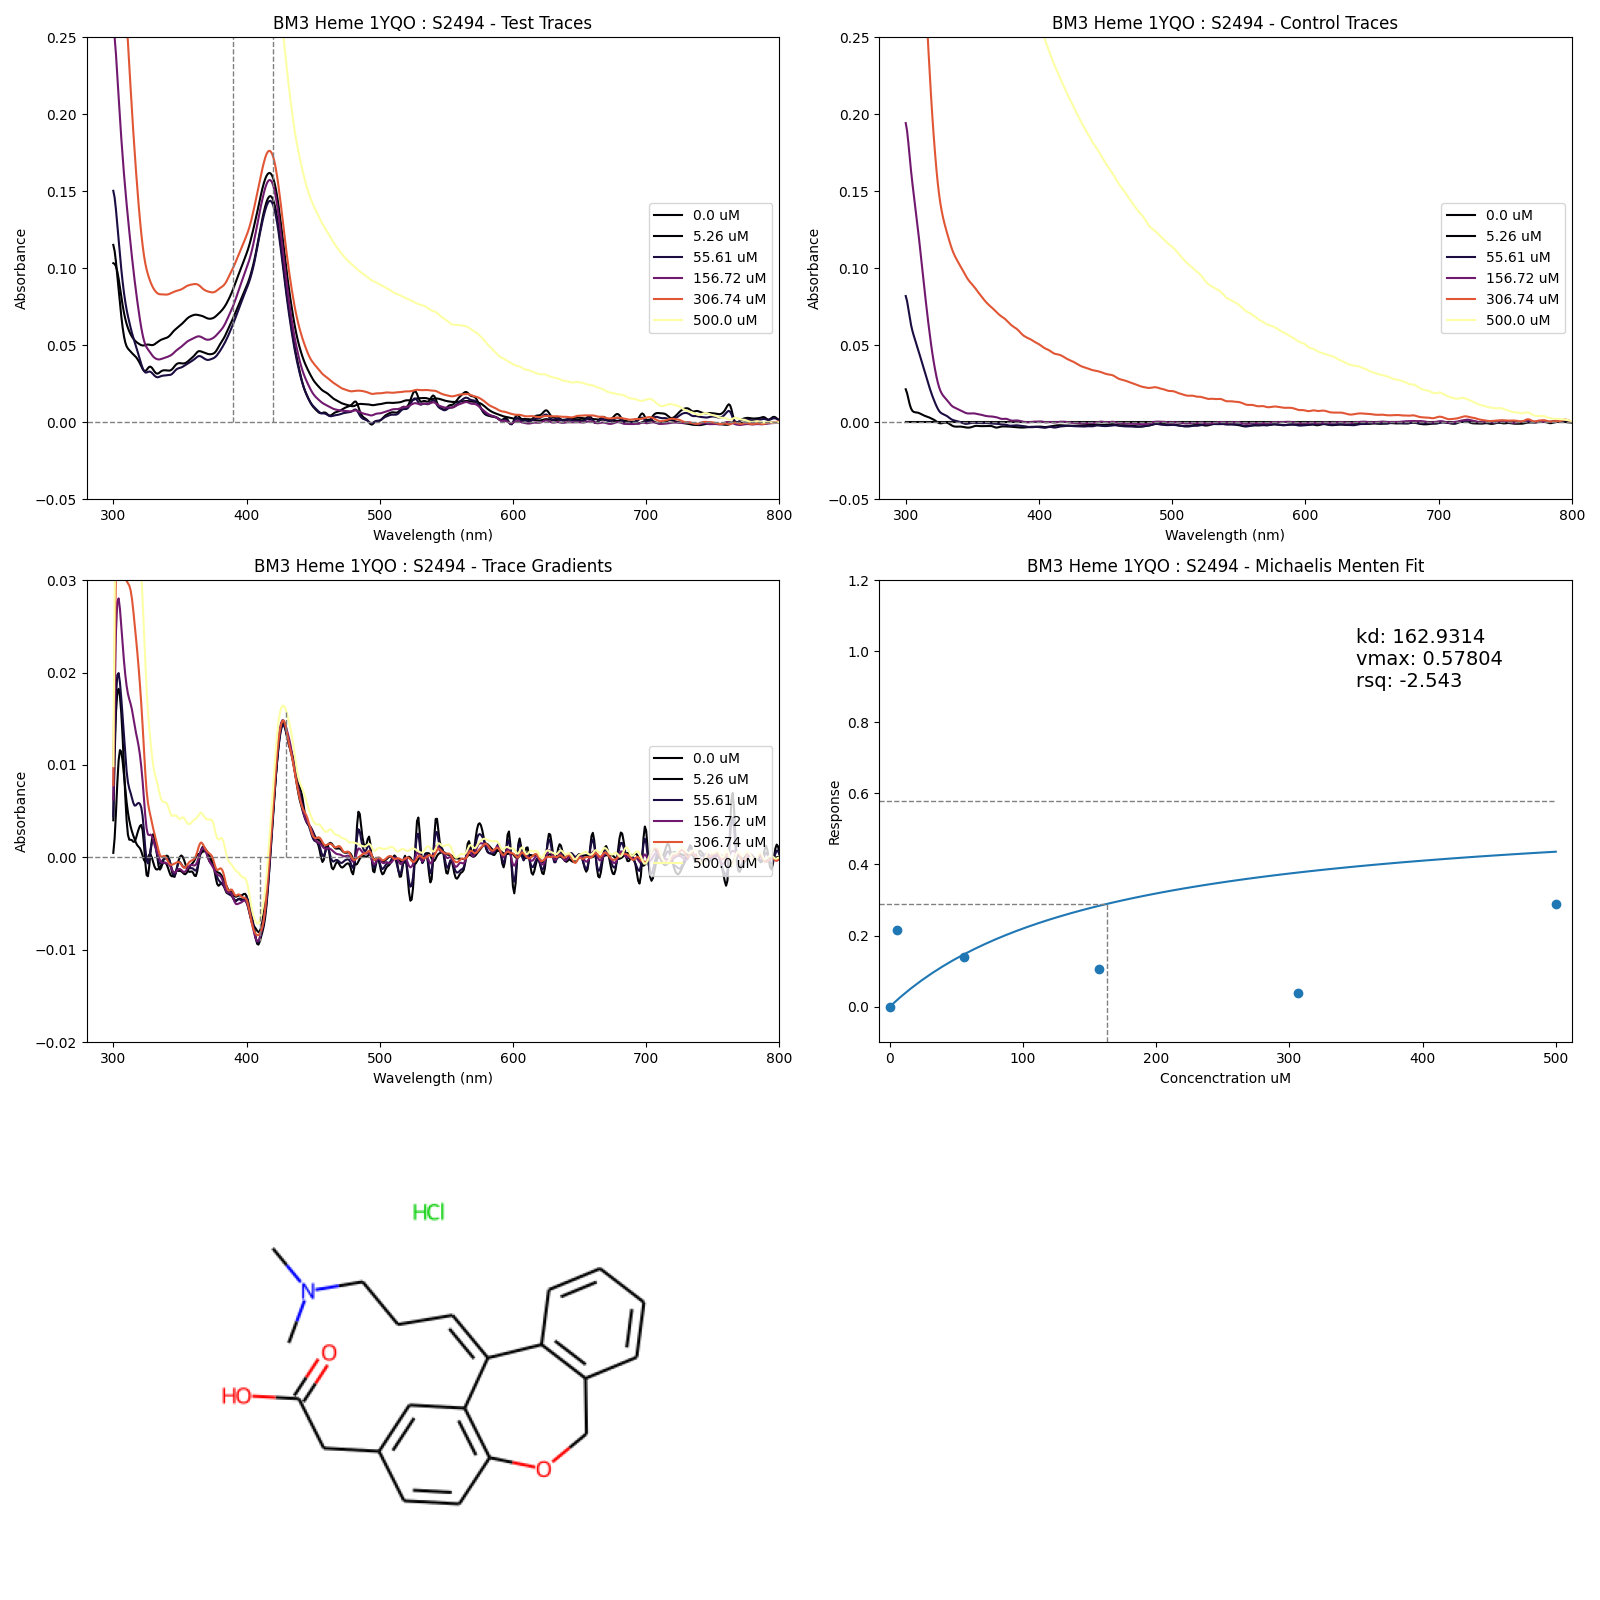 BM3 Heme 1YQO : S2494 - Test Traces
0.25
0.20
0.15
0.10
0.05
0.00
−0.05
Absorbance
300 400 500 600 700 800
Wavelength (nm)
0.0 uM
5.26 uM
55.61 uM
156.72 uM
306.74 uM
500.0 uM
BM3 Heme 1YQO : S2494 - Control Traces
0.25
0.20
0.15
0.10
0.05
0.00
−0.05
Absorbance
300 400 500 600 700 800
Wavelength (nm)
0.0 uM
5.26 uM
55.61 uM
156.72 uM
306.74 uM
500.0 uM
BM3 Heme 1YQO : S2494 - Trace Gradients
0.03
0.02
0.01
0.00
−0.01
−0.02
Absorbance
300 400 500 600 700 800
Wavelength (nm)
0.0 uM
5.26 uM
55.61 uM
156.72 uM
306.74 uM
500.0 uM
BM3 Heme 1YQO : S2494 - Michaelis Menten Fit
1.2
1.0
0.8
0.6
0.4
0.2
0.0
Response
kd: 162.9314
vmax: 0.57804
rsq: -2.543
0 100 200 300 400 500
Concenctration uM
HCl
N
O
HO
O